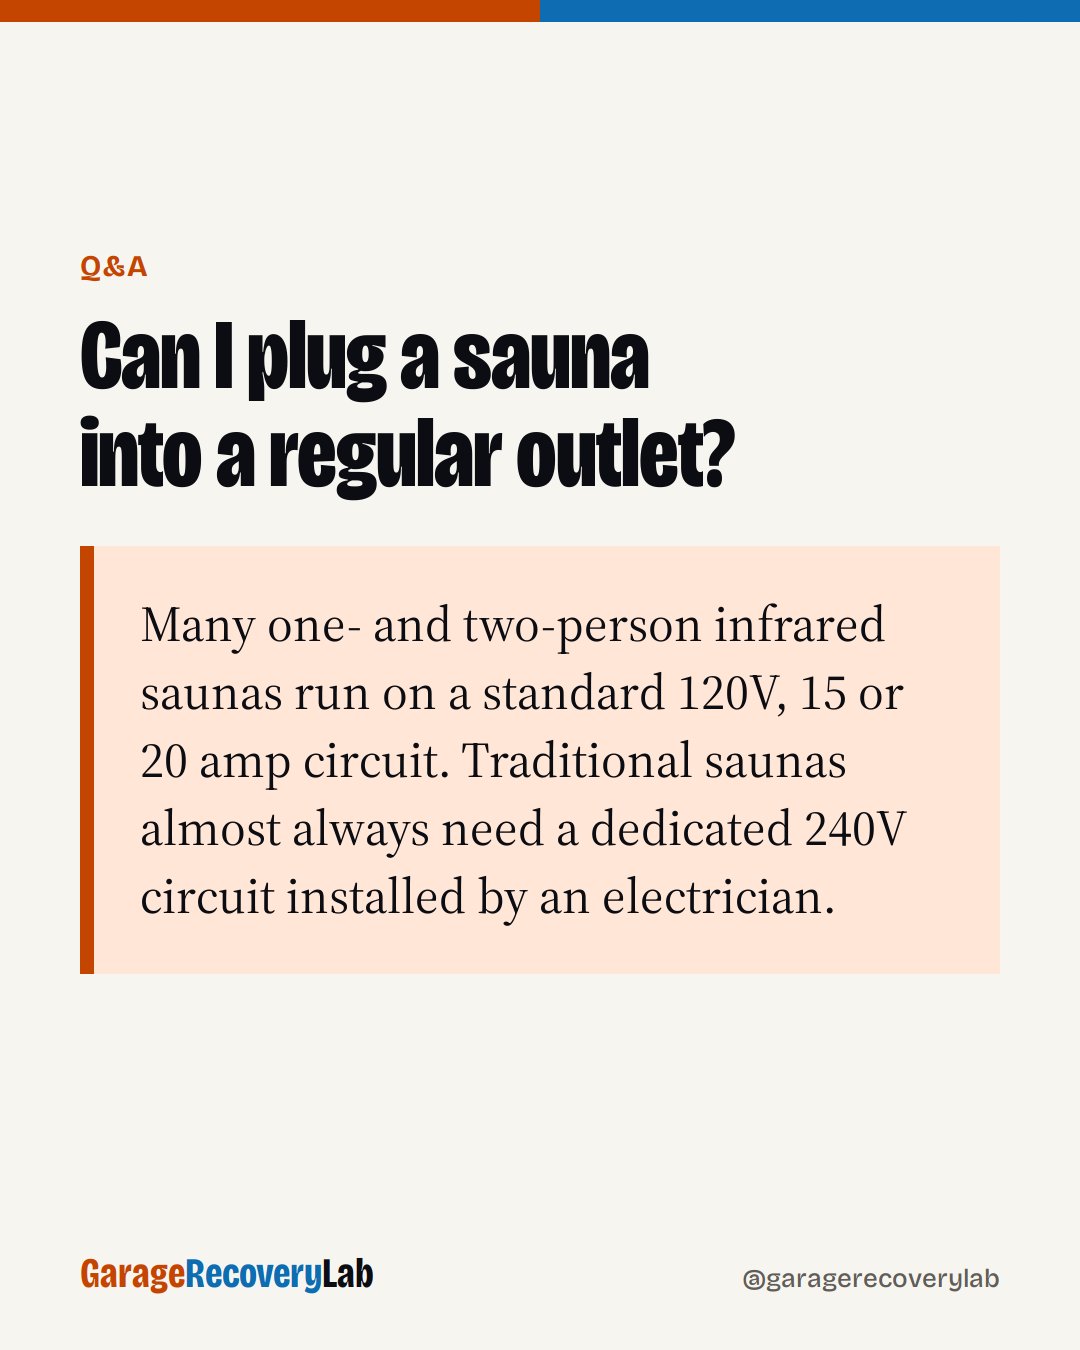 Q&A
Can I plug a sauna
into a regular outlet?
Many one- and two-person infrared
saunas run on a standard 120V, 15 or
20 amp circuit. Traditional saunas
almost always need a dedicated 240V
circuit installed by an electrician.
GarageRecoveryLab
@garagerecoverylab